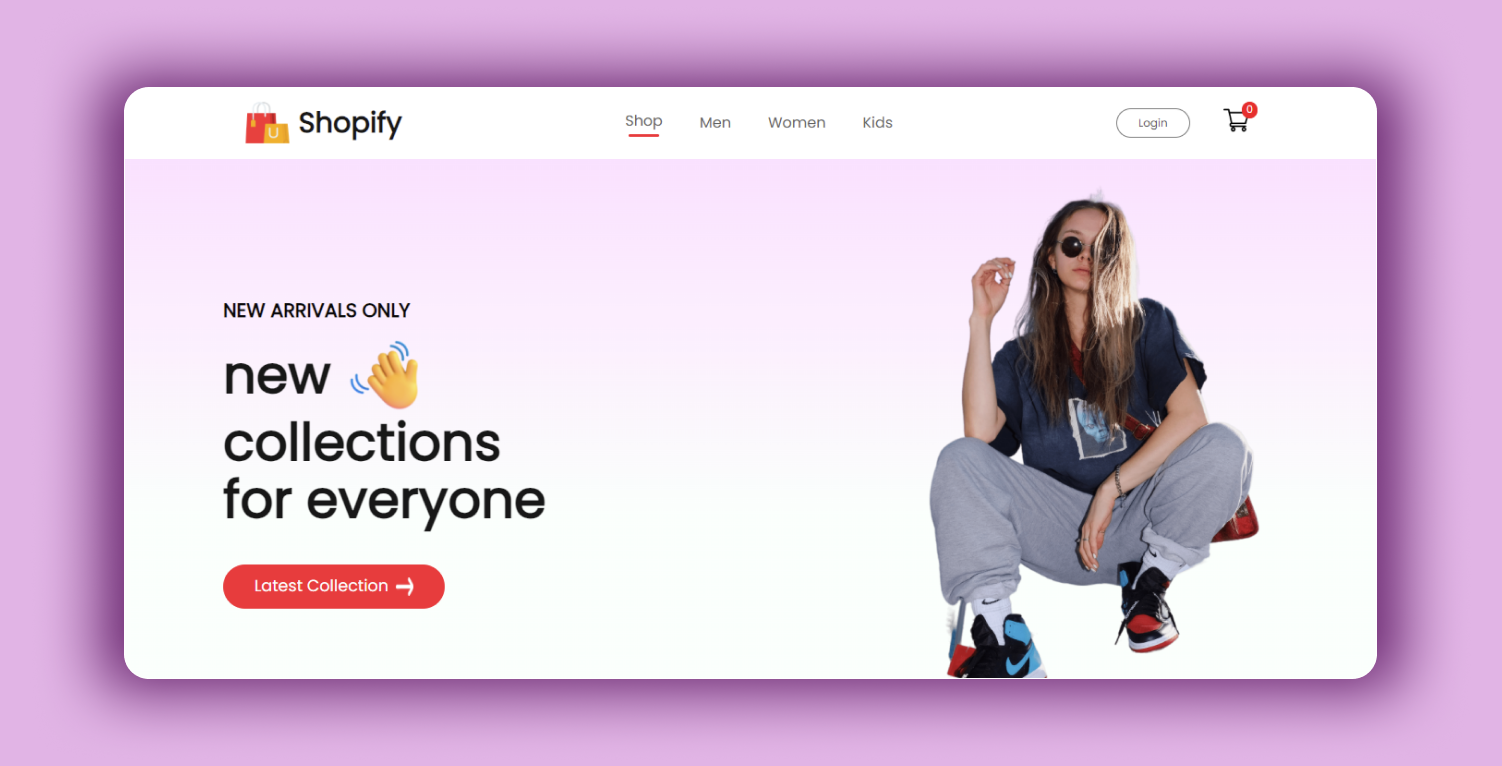 Shopify
Shop Men Women Kids
Login
0
NEW ARRIVALS ONLY
new 👋
collections
for everyone
Latest Collection →